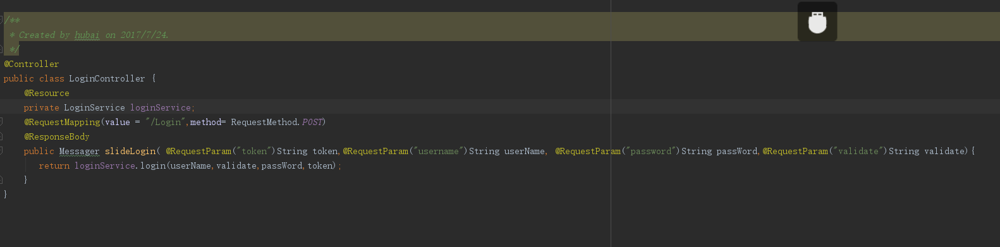 /**
 * Created by hubai on 2017/7/24.
 */
@Controller
public class LoginController {
    @Resource
    private LoginService loginService;
    @RequestMapping(value = "/Login",method= RequestMethod.POST)
    @ResponseBody
    public Messager slideLogin( @RequestParam("token")String token,@RequestParam("username")String userName, @RequestParam("password")String passWord,@RequestParam("validate")String validate){
       return loginService.login(userName,validate,passWord,token);
    }
}